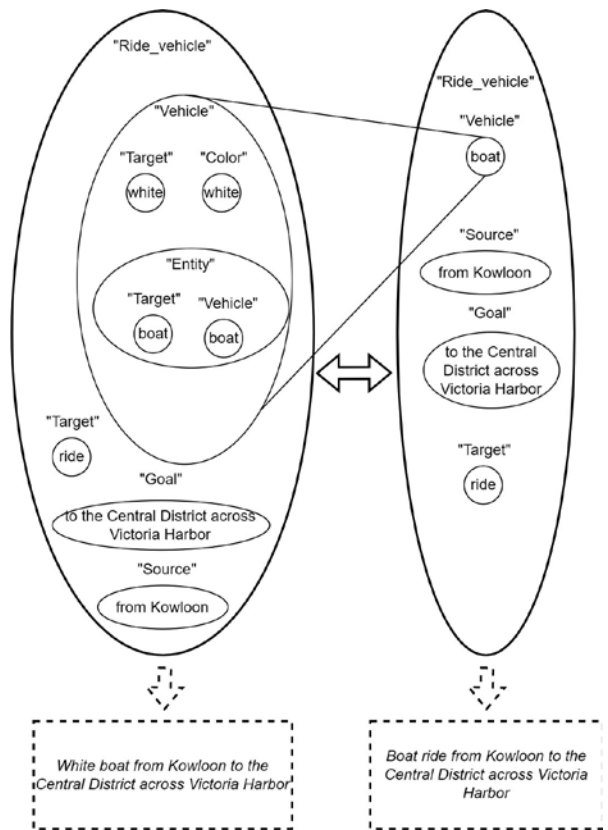 "Ride_vehicle"
"Vehicle"
"Target" "Color"
white white
"Entity"
"Target" "Vehicle"
boat boat
"Target"
ride
"Goal"
to the Central District across
Victoria Harbor
"Source"
from Kowloon
White boat from Kowloon to the
Central District across Victoria Harbor
"Ride_vehicle"
"Vehicle"
boat
"Source"
from Kowloon
"Goal"
to the Central
District across
Victoria Harbor
"Target"
ride
Boat ride from Kowloon to the
Central District across Victoria
Harbor